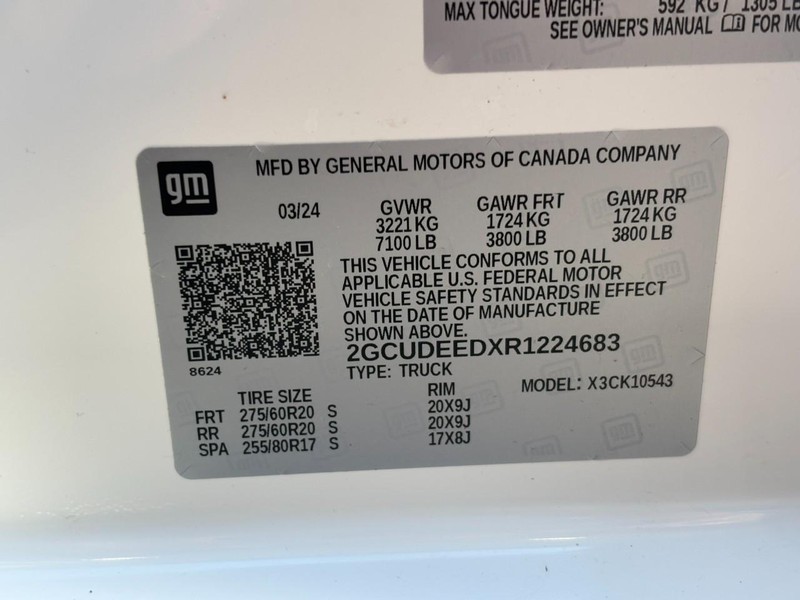 MAX TONGUE WEIGHT: 592 KG / 1305 LB
SEE OWNER'S MANUAL FOR MO
gm
MFD BY GENERAL MOTORS OF CANADA COMPANY
03/24 GVWR GAWR FRT GAWR RR
3221 KG 1724 KG 1724 KG
7100 LB 3800 LB 3800 LB
THIS VEHICLE CONFORMS TO ALL
APPLICABLE U.S. FEDERAL MOTOR
VEHICLE SAFETY STANDARDS IN EFFECT
ON THE DATE OF MANUFACTURE
SHOWN ABOVE.
2GCUDEEDXR1224683
8624
TYPE: TRUCK MODEL: X3CK10543
TIRE SIZE RIM
FRT 275/60R20 S 20X9J
RR 275/60R20 S 20X9J
SPA 255/80R17 S 17X8J